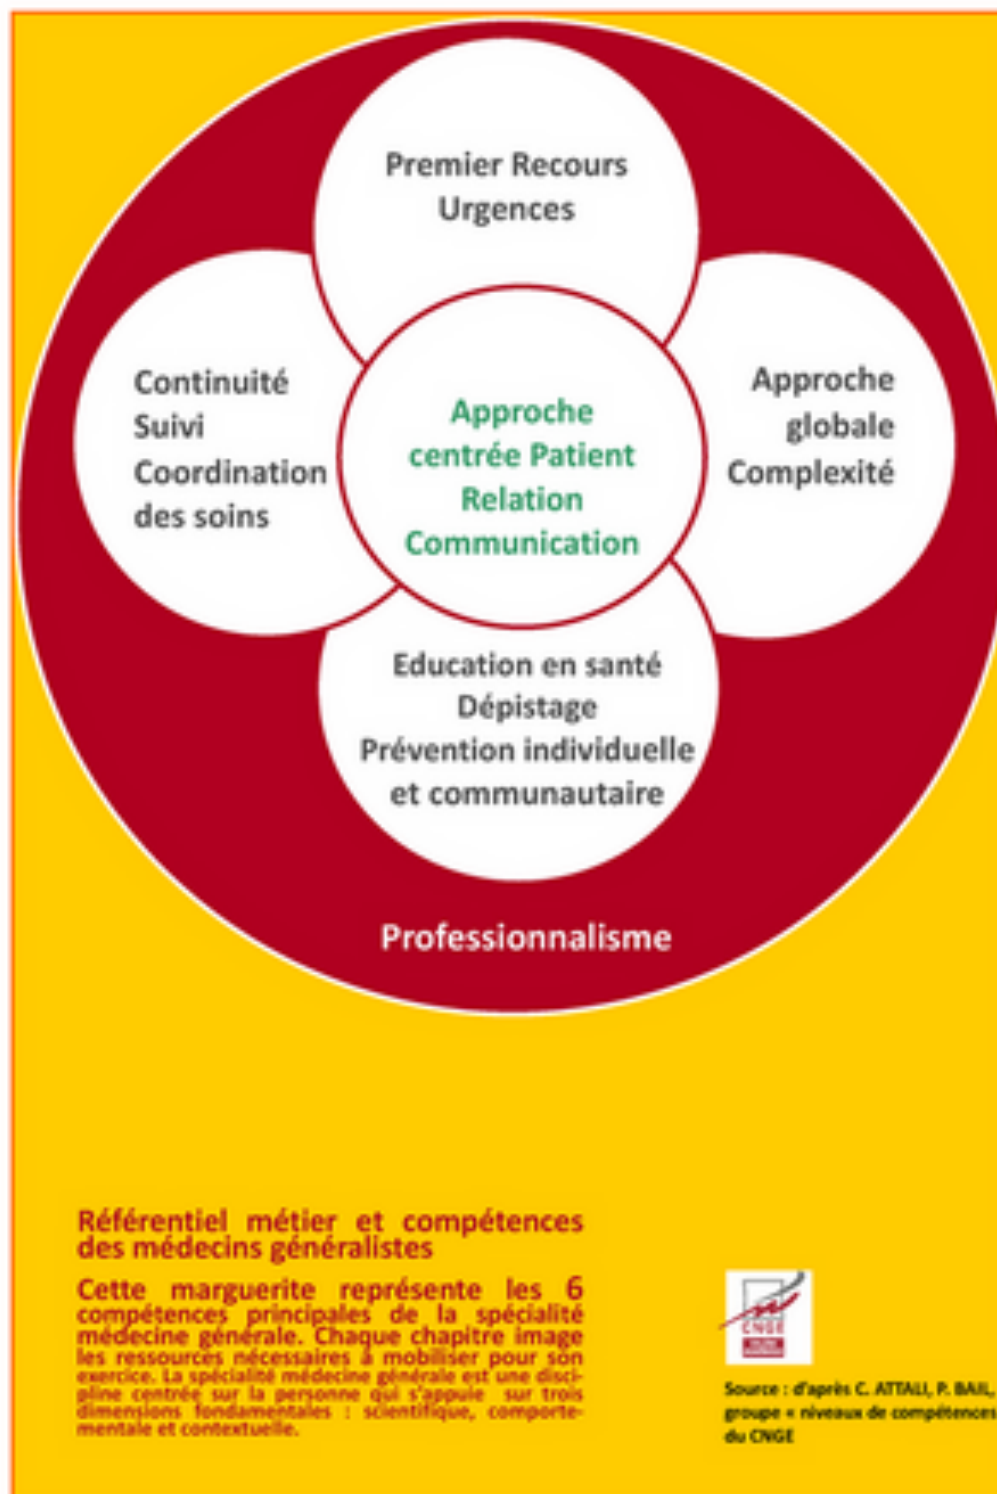 Premier Recours
Urgences
Continuité
Suivi
Coordination
des soins
Approche
centrée Patient
Relation
Communication
Approche
globale
Complexité
Education en santé
Dépistage
Prévention individuelle
et communautaire
Professionnalisme
Référentiel métier et compétences
des médecins généralistes
Cette marguerite représente les 6
compétences principales de la spécialité
médecine générale. Chaque chapitre image
les ressources nécessaires à mobiliser pour son
exercice. La spécialité médecine générale est une disci-
pline centrée sur la personne qui s'appuie sur trois
dimensions fondamentales : scientifique, comporte-
mentale et contextuelle.
CNGE
Source : d'après C. ATTALI, P. BAIL,
groupe « niveaux de compétences
du CNGE